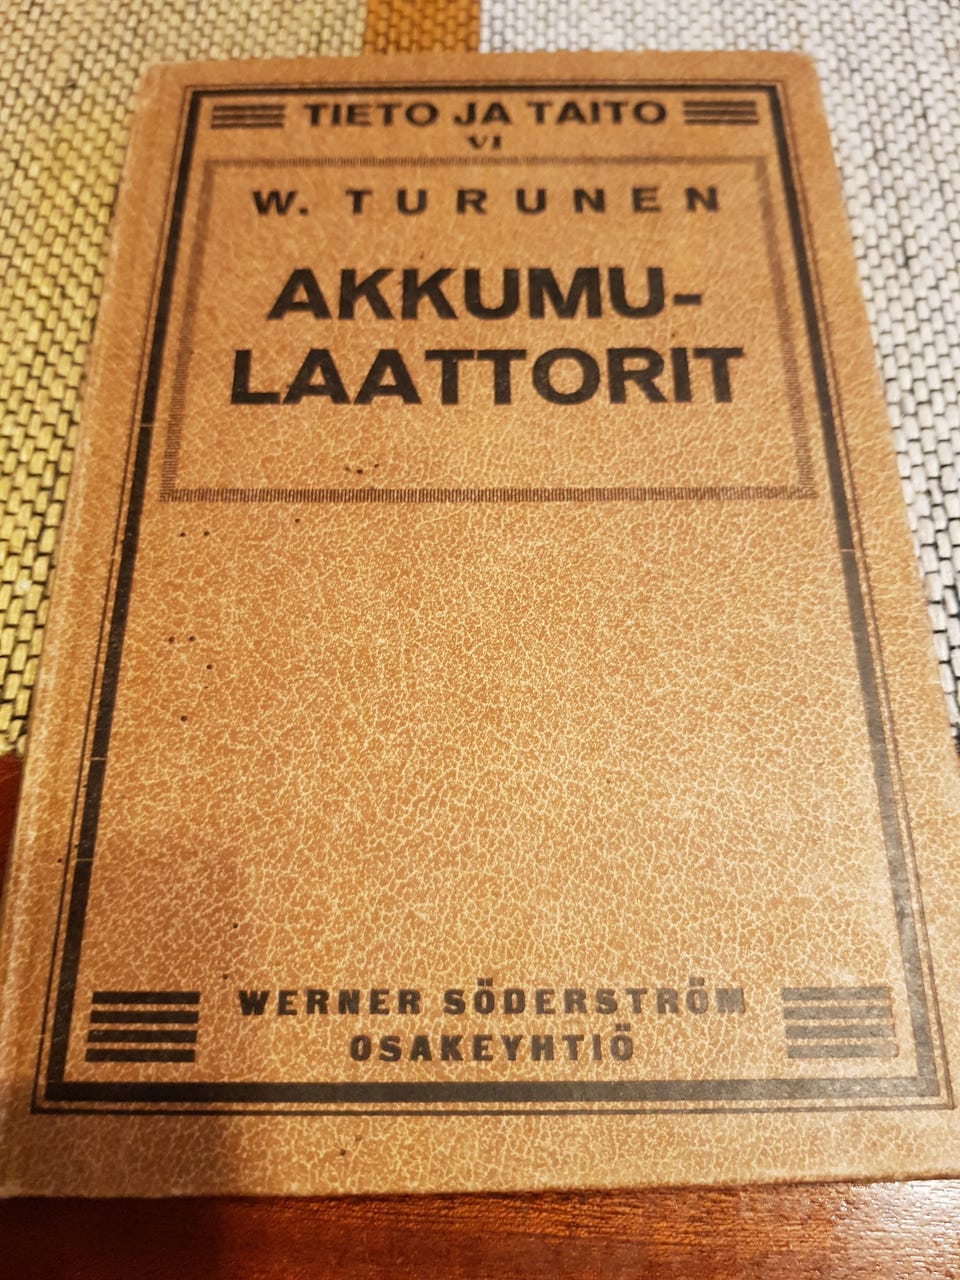 TIETO JA TAITO
VI
W. TURUNEN
AKKUMU-
LAATTORIT
WERNER SÖDERSTRÖM
OSAKEYHTIÖ